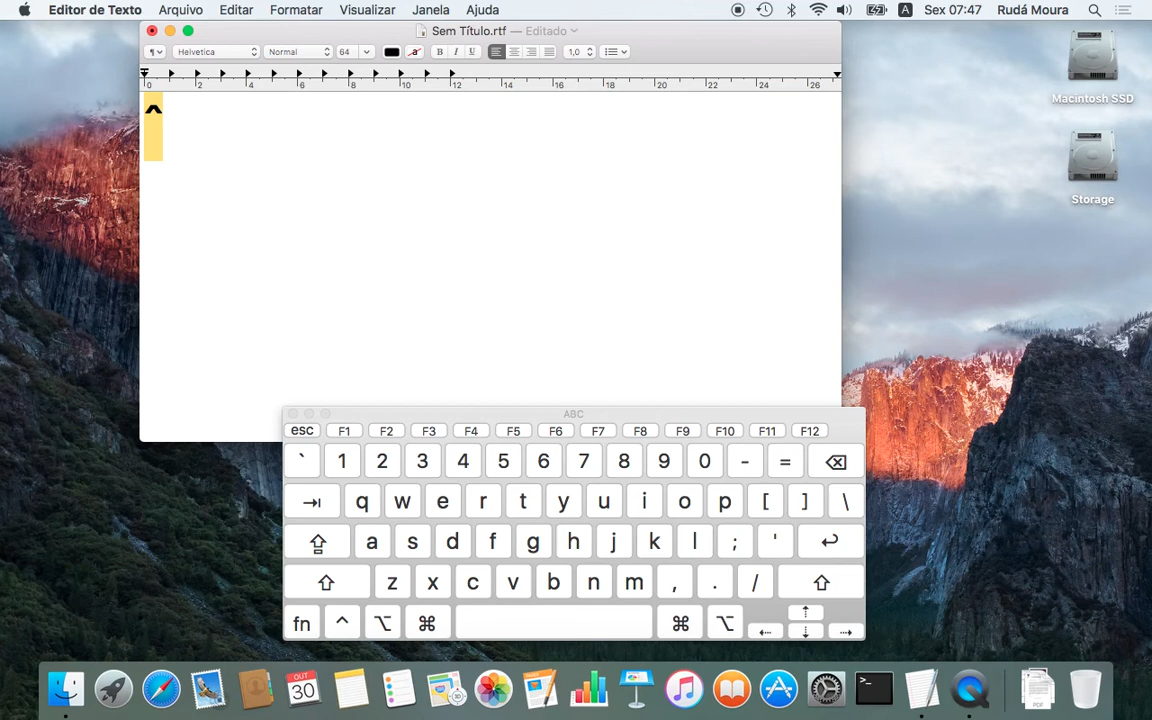 Editor de Texto Arquivo Editar Formatar Visualizar Janela Ajuda A Sex 07:47 Rudá Moura
Sem Título.rtf — Editado
¶ Helvetica Normal 64 a B I U 1,0
0 2 4 6 8 10 12 14 16 18 20 22 24 26
^
Macintosh SSD
Storage
ABC
esc F1 F2 F3 F4 F5 F6 F7 F8 F9 F10 F11 F12
` 1 2 3 4 5 6 7 8 9 0 - = ⌫
⇥ q w e r t y u i o p [ ] \
⇪ a s d f g h j k l ; ' ↩
⇧ z x c v b n m , . / ⇧
fn ^ ⌥ ⌘ ⌘ ⌥ ⇠ ⇡ ⇣ ⇢
OUT
30
>_
PDF